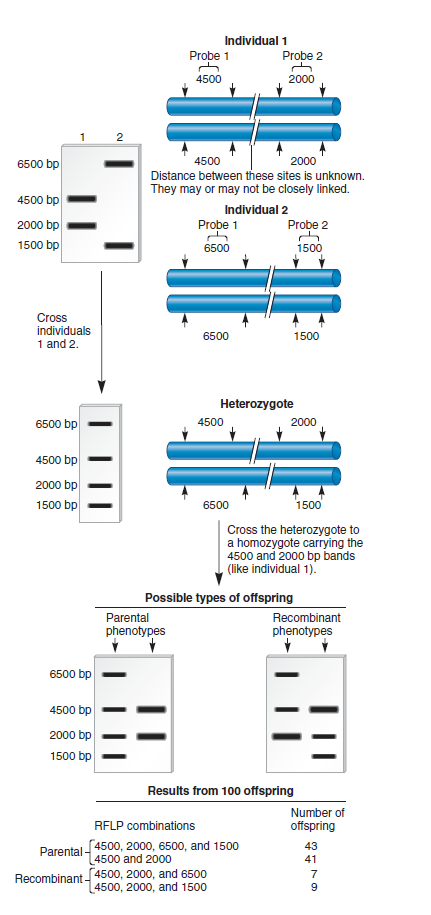 Individual 1
Probe 1 Probe 2
4500 2000
1 2
6500 bp
4500 bp
2000 bp
1500 bp
4500 2000
Distance between these sites is unknown.
They may or may not be closely linked.
Individual 2
Probe 1 Probe 2
6500 1500
6500 1500
Cross
individuals
1 and 2.
Heterozygote
4500 2000
6500 bp
4500 bp
2000 bp
1500 bp
6500 1500
Cross the heterozygote to
a homozygote carrying the
4500 and 2000 bp bands
(like individual 1).
Possible types of offspring
Parental
phenotypes
Recombinant
phenotypes
6500 bp
4500 bp
2000 bp
1500 bp
Results from 100 offspring
RFLP combinations
Number of
offspring
Parental
4500, 2000, 6500, and 1500 43
4500 and 2000 41
Recombinant
4500, 2000, and 6500 7
4500, 2000, and 1500 9